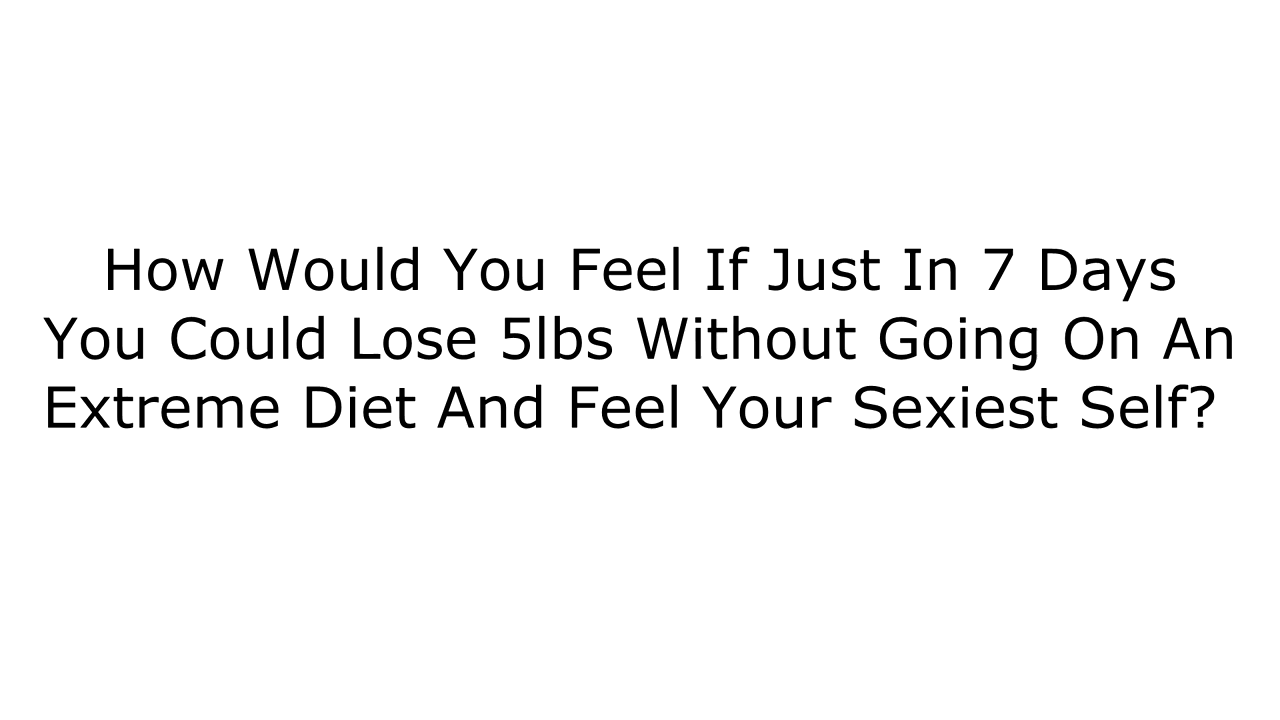 How Would You Feel If Just In 7 Days
You Could Lose 5lbs Without Going On An
Extreme Diet And Feel Your Sexiest Self?